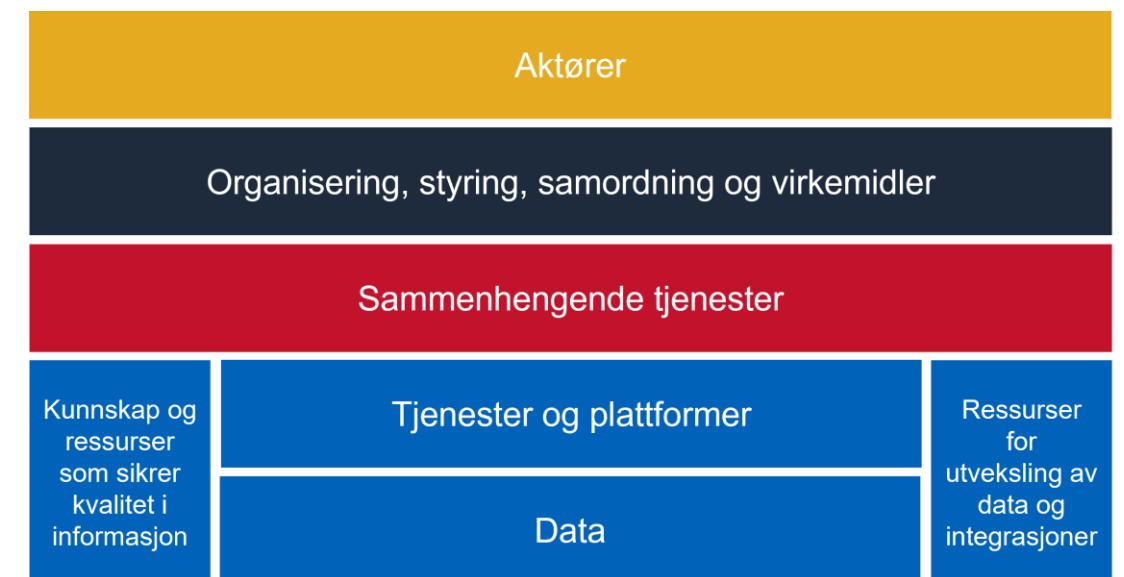 Aktører
Organisering, styring, samordning og virkemidler
Sammenhengende tjenester
Kunnskap og
ressurser
som sikrer
kvalitet i
informasjon
Tjenester og plattformer
Data
Ressurser
for
utveksling av
data og
integrasjoner